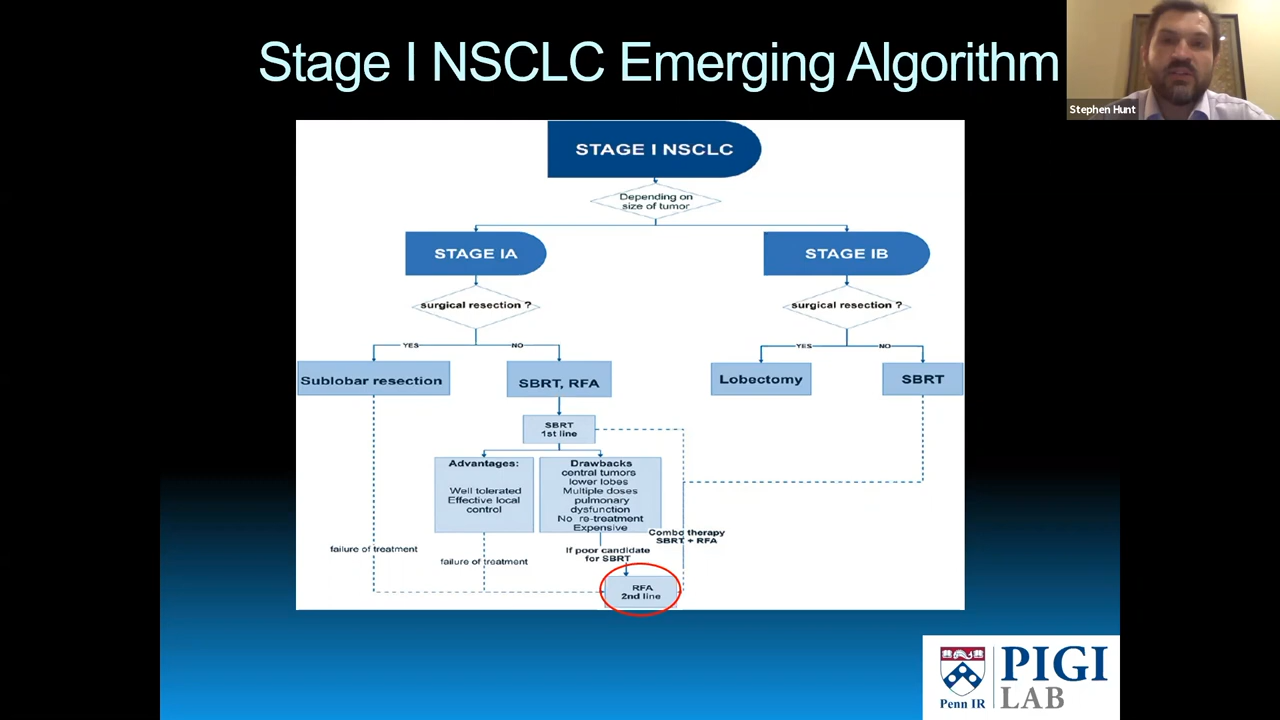 Stage I NSCLC Emerging Algorithm
Stephen Hunt
STAGE I NSCLC
Depending on
size of tumor
STAGE IA
STAGE IB
surgical resection ?
surgical resection ?
YES
NO
YES
NO
Sublobar resection
SBRT, RFA
Lobectomy
SBRT
SBRT
1st line
Advantages:
Well tolerated
Effective local
control
Drawbacks
central tumors
lower lobes
Multiple doses
pulmonary
dysfunction
No re-treatment
Expensive
Combo therapy
SBRT + RFA
failure of treatment
failure of treatment
If poor candidate
for SBRT
RFA
2nd line
Penn IR
PIGI
LAB